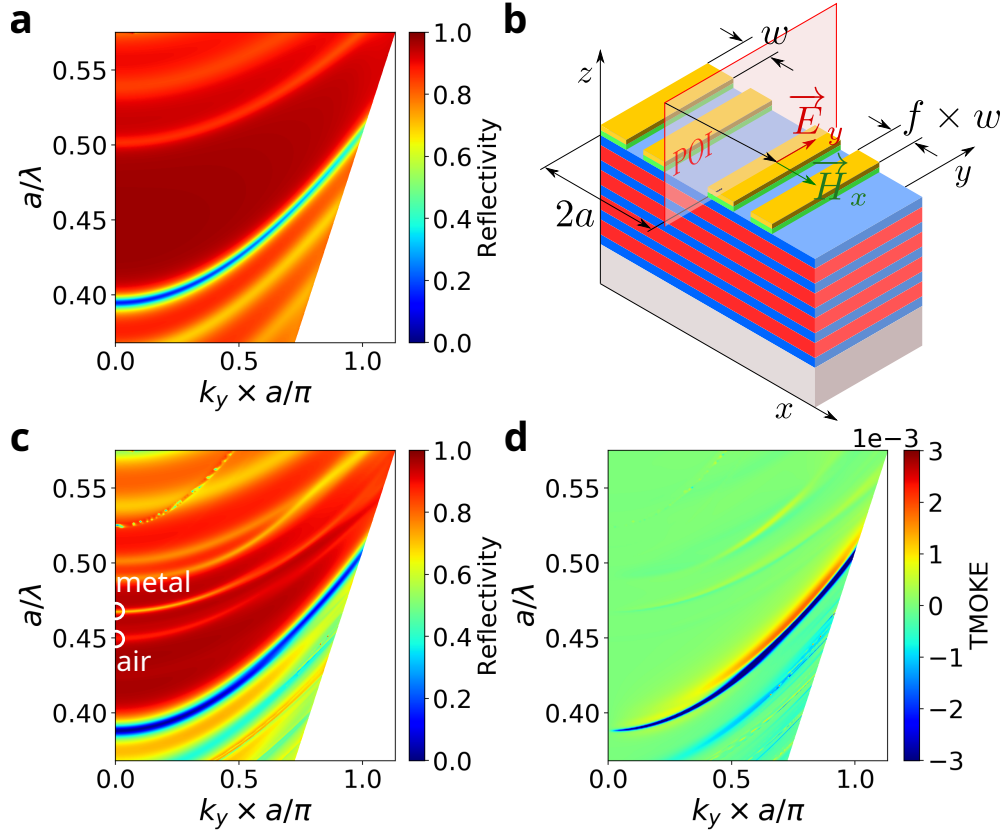 a
0.55
0.50
0.45
0.40
a/λ
0.0
0.5
1.0
k_y × a/π
1.0
0.8
0.6
0.4
0.2
0.0
Reflectivity
b
z
w
E⃗ y
f × w
POI
H⃗ x
y
2a
x
c
0.55
0.50
0.45
0.40
a/λ
metal
air
0.0
0.5
1.0
k_y × a/π
1.0
0.8
0.6
0.4
0.2
0.0
Reflectivity
d
1e−3
0.55
0.50
0.45
0.40
a/λ
0.0
0.5
1.0
k_y × a/π
3
2
1
0
−1
−2
−3
TMOKE